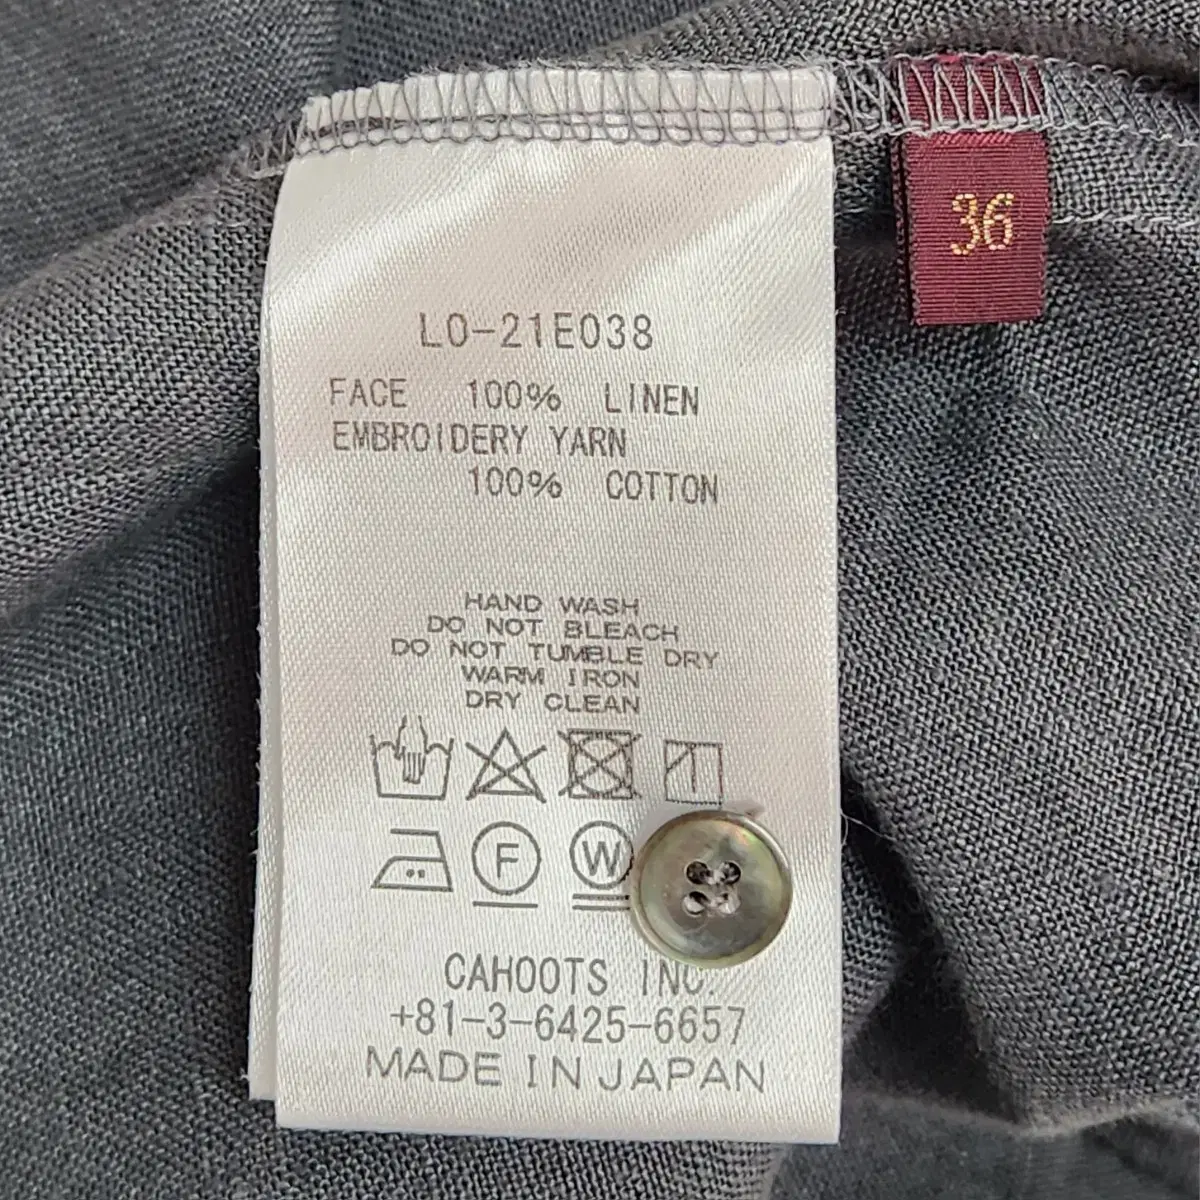 36
LO-21E038
FACE 100% LINEN
EMBROIDERY YARN
100% COTTON
HAND WASH
DO NOT BLEACH
DO NOT TUMBLE DRY
WARM IRON
DRY CLEAN
F W
CAHOOTS INC.
+81-3-6425-6657
MADE IN JAPAN